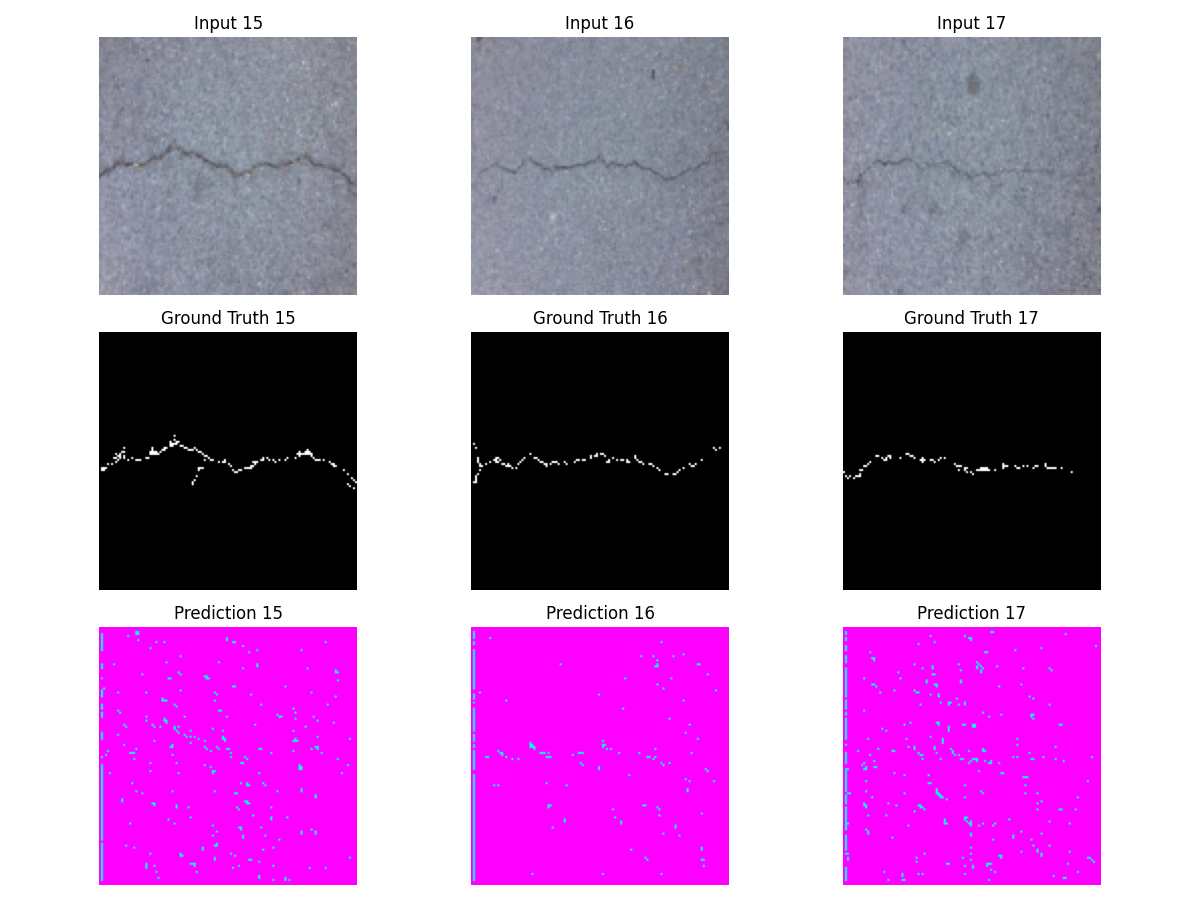 Input 15
Input 16
Input 17
Ground Truth 15
Ground Truth 16
Ground Truth 17
Prediction 15
Prediction 16
Prediction 17